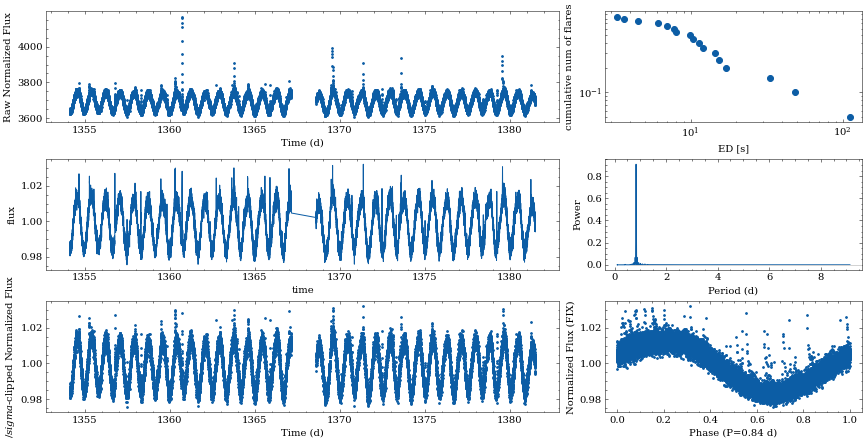 Raw Normalized Flux
4000
3800
3600
1355 1360 1365 1370 1375 1380
Time (d)
cumulative num of flares
10⁻¹
10¹ 10²
ED [s]
flux
1.02
1.00
0.98
1355 1360 1365 1370 1375 1380
time
Power
0.8
0.6
0.4
0.2
0.0
0 2 4 6 8
Period (d)
/sigma-clipped Normalized Flux
1.02
1.00
0.98
1355 1360 1365 1370 1375 1380
Time (d)
Normalized Flux (FIX)
1.02
1.00
0.98
0.0 0.2 0.4 0.6 0.8 1.0
Phase (P=0.84 d)